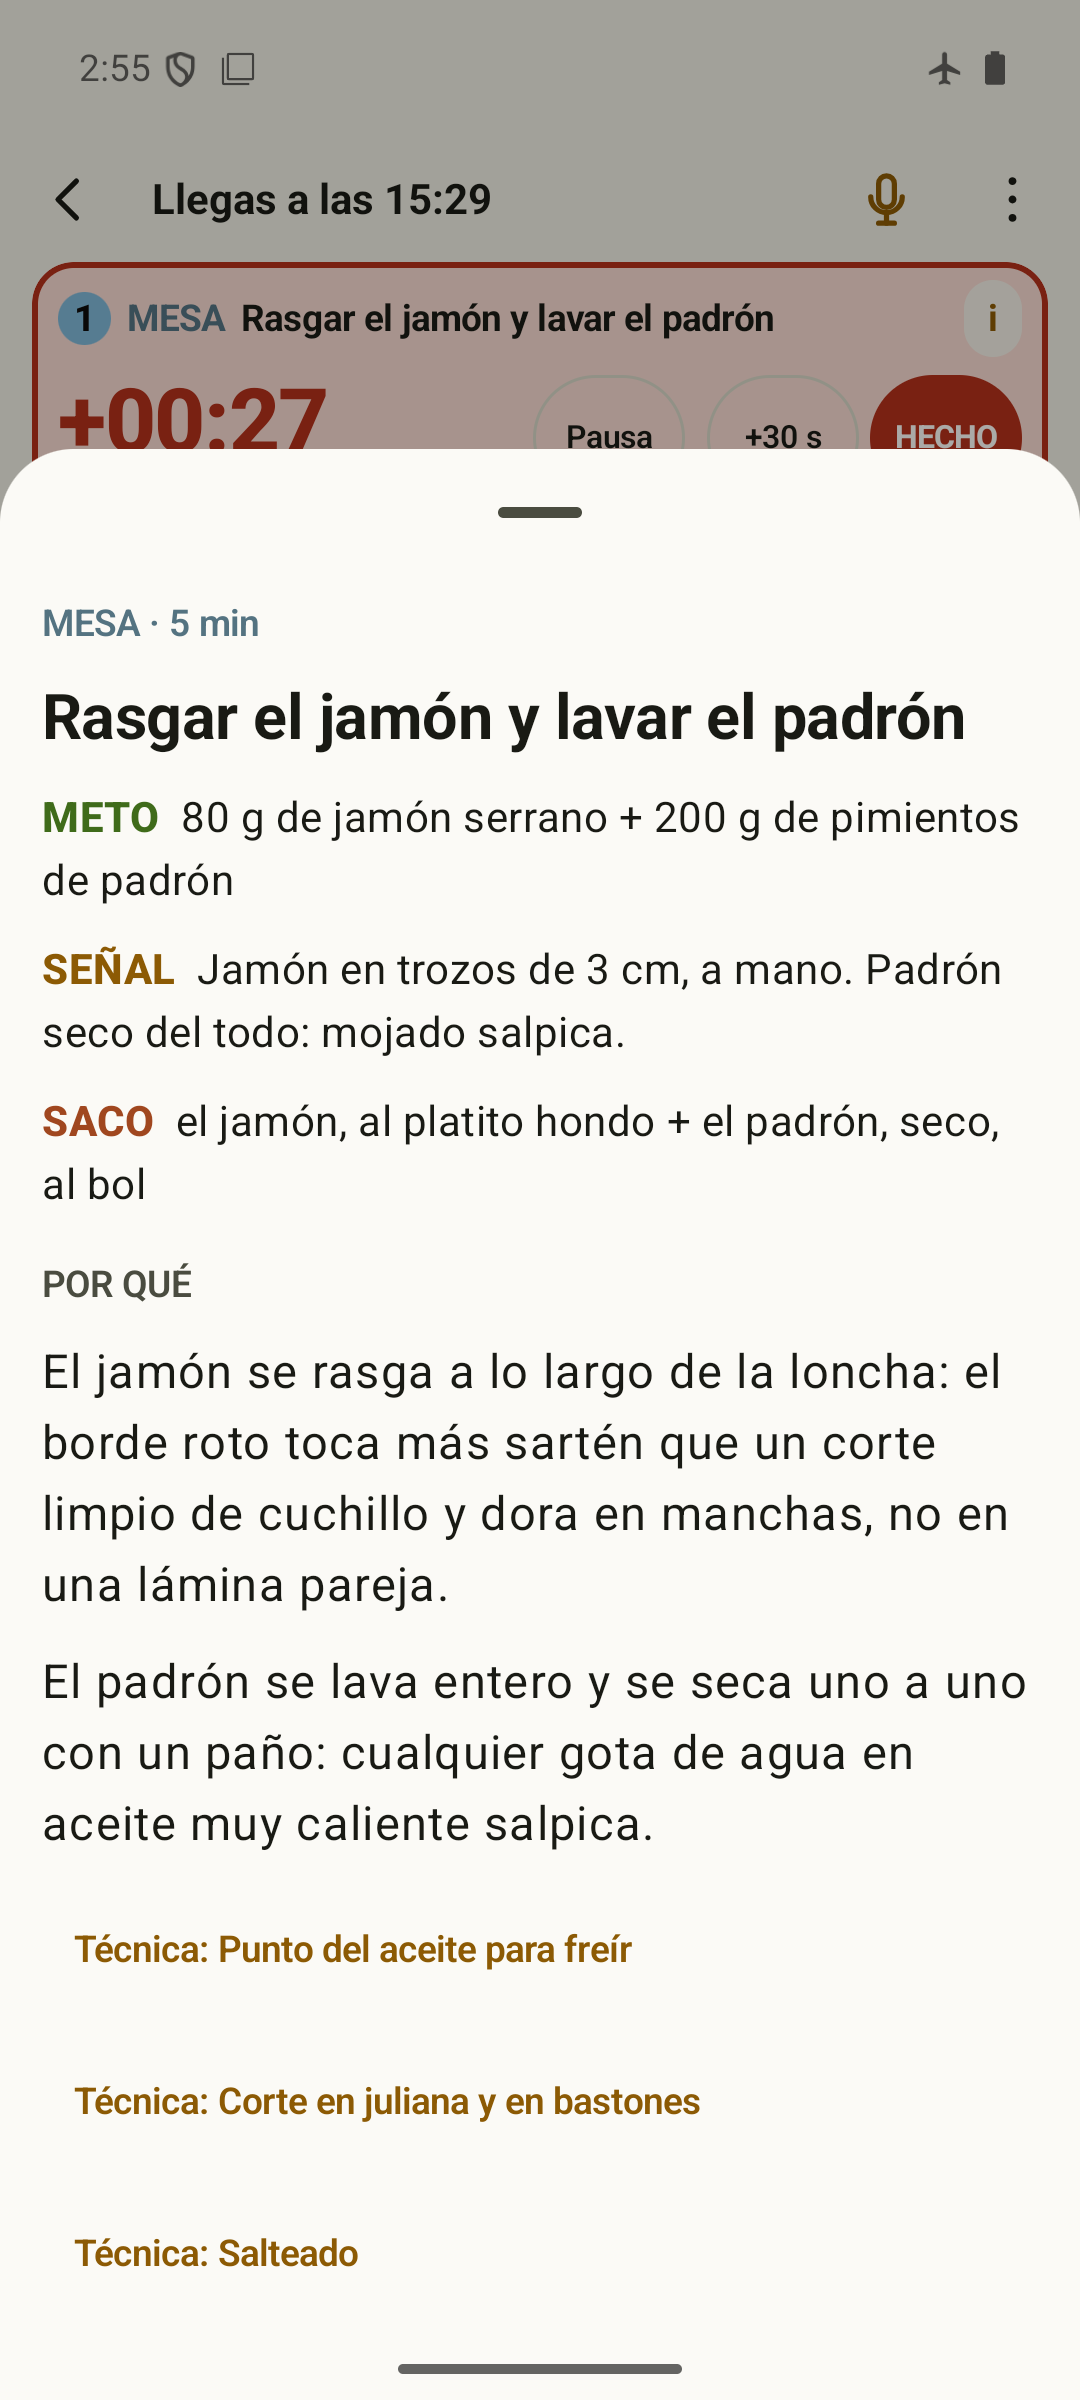 2:55
Llegas a las 15:29
1 MESA Rasgar el jamón y lavar el padrón i
+00:27 Pausa +30 s HECHO
MESA · 5 min
Rasgar el jamón y lavar el padrón
METO 80 g de jamón serrano + 200 g de pimientos
de padrón
SEÑAL Jamón en trozos de 3 cm, a mano. Padrón
seco del todo: mojado salpica.
SACO el jamón, al platito hondo + el padrón, seco,
al bol
POR QUÉ
El jamón se rasga a lo largo de la loncha: el
borde roto toca más sartén que un corte
limpio de cuchillo y dora en manchas, no en
una lámina pareja.
El padrón se lava entero y se seca uno a uno
con un paño: cualquier gota de agua en
aceite muy caliente salpica.
Técnica: Punto del aceite para freír
Técnica: Corte en juliana y en bastones
Técnica: Salteado